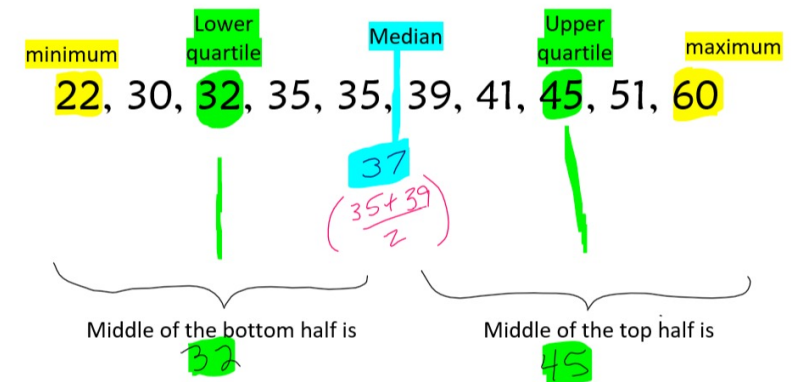 Lower
quartile
Upper
quartile
Median
minimum
maximum
22, 30, 32, 35, 35, 39, 41, 45, 51, 60
37
(35+39
2)
Middle of the bottom half is
32
Middle of the top half is
45